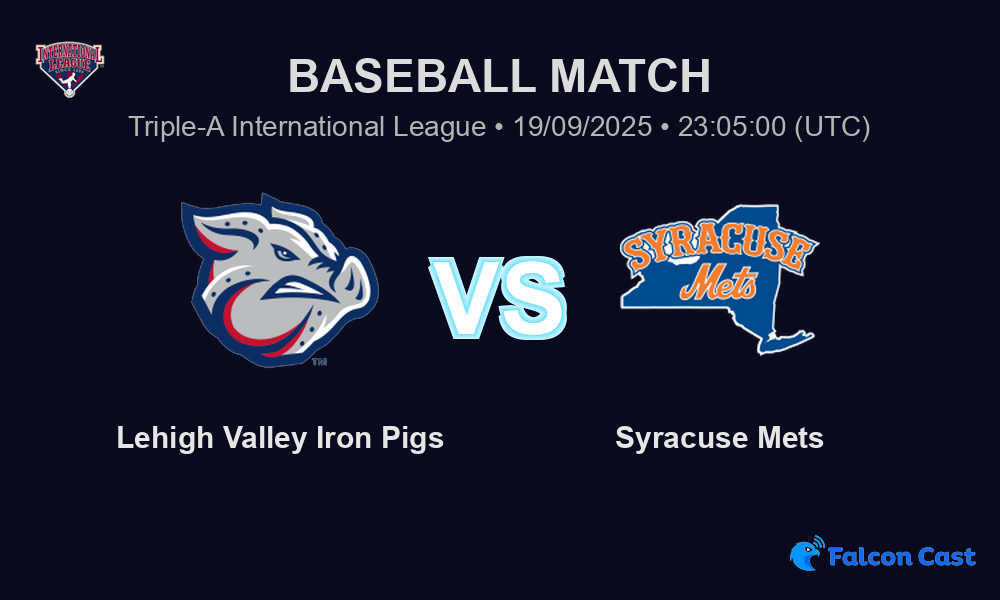 INTERNATIONAL
LEAGUE
BASEBALL MATCH
Triple-A International League • 19/09/2025 • 23:05:00 (UTC)
TM
VS
SYRACUSE
Mets
Lehigh Valley Iron Pigs
Syracuse Mets
Falcon Cast